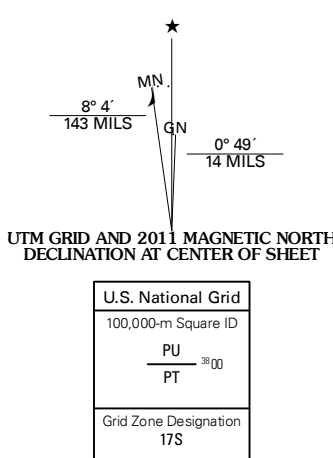 ★
MN
8° 4´
143 MILS
GN
0° 49´
14 MILS
UTM GRID AND 2011 MAGNETIC NORTH
DECLINATION AT CENTER OF SHEET
U.S. National Grid
100,000-m Square ID
PU
3800
PT
Grid Zone Designation
17S